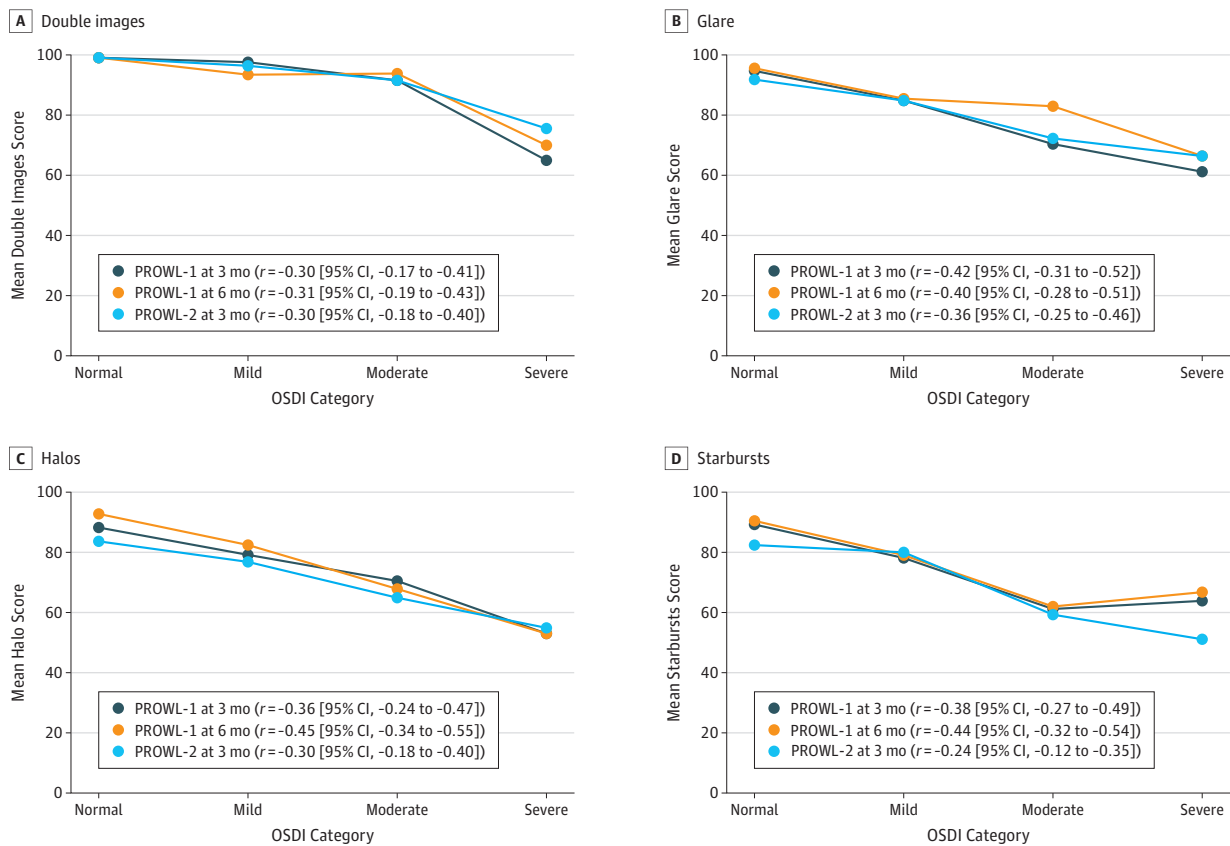 A Double images
100
80
60
40
20
0
Mean Double Images Score
PROWL-1 at 3 mo (r = -0.30 [95% CI, -0.17 to -0.41])
PROWL-1 at 6 mo (r = -0.31 [95% CI, -0.19 to -0.43])
PROWL-2 at 3 mo (r = -0.30 [95% CI, -0.18 to -0.40])
Normal Mild Moderate Severe
OSDI Category
B Glare
100
80
60
40
20
0
Mean Glare Score
PROWL-1 at 3 mo (r = -0.42 [95% CI, -0.31 to -0.52])
PROWL-1 at 6 mo (r = -0.40 [95% CI, -0.28 to -0.51])
PROWL-2 at 3 mo (r = -0.36 [95% CI, -0.25 to -0.46])
Normal Mild Moderate Severe
OSDI Category
C Halos
100
80
60
40
20
0
Mean Halo Score
PROWL-1 at 3 mo (r = -0.36 [95% CI, -0.24 to -0.47])
PROWL-1 at 6 mo (r = -0.45 [95% CI, -0.34 to -0.55])
PROWL-2 at 3 mo (r = -0.30 [95% CI, -0.18 to -0.40])
Normal Mild Moderate Severe
OSDI Category
D Starbursts
100
80
60
40
20
0
Mean Starbursts Score
PROWL-1 at 3 mo (r = -0.38 [95% CI, -0.27 to -0.49])
PROWL-1 at 6 mo (r = -0.44 [95% CI, -0.32 to -0.54])
PROWL-2 at 3 mo (r = -0.24 [95% CI, -0.12 to -0.35])
Normal Mild Moderate Severe
OSDI Category